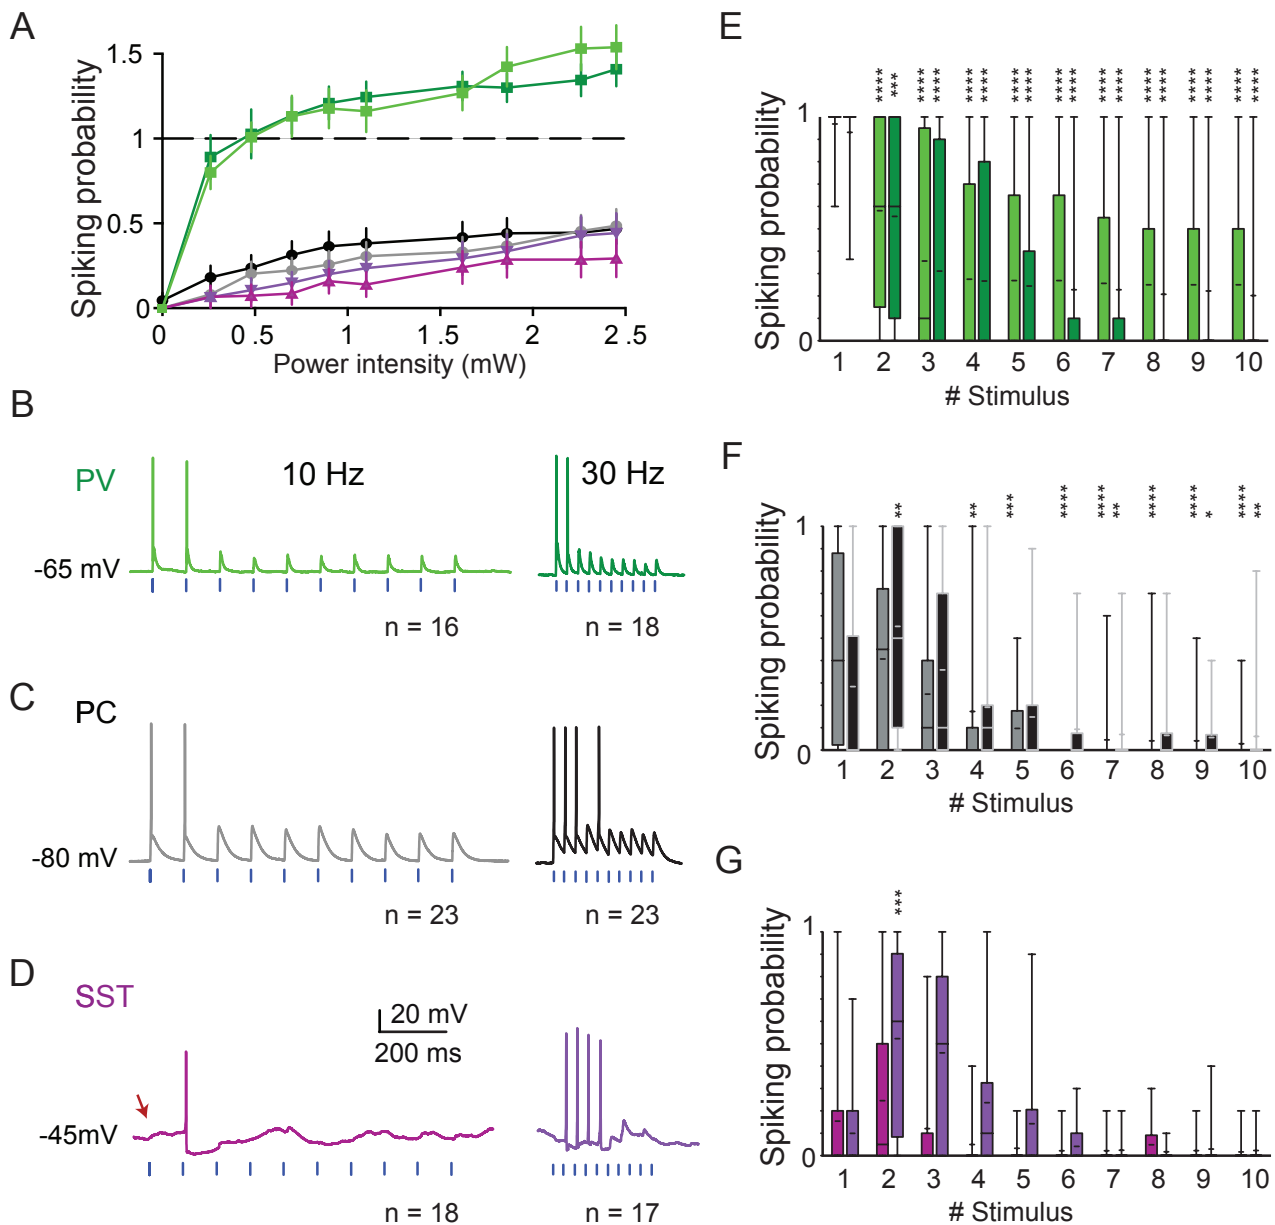 A
Spiking probability
1.5
1
0.5
0
0 0.5 1 1 .5 2 2.5
Power intensity (mW)
B
PV
10 Hz
30 Hz
-65 mV
n = 16
n = 18
C
PC
-80 mV
n = 23
n = 23
D
SST
20 mV
200 ms
-45mV
n = 18
n = 17
E
**** *** **** **** **** **** **** **** **** **** **** **** **** **** **** **** **** ****
Spiking probability
1
0
1 2 3 4 5 6 7 8 9 10
# Stimulus
F
** ** *** **** **** ** **** **** * **** **
Spiking probability
1
0
1 2 3 4 5 6 7 8 9 10
# Stimulus
G
***
Spiking probability
1
0
1 2 3 4 5 6 7 8 9 10
# Stimulus